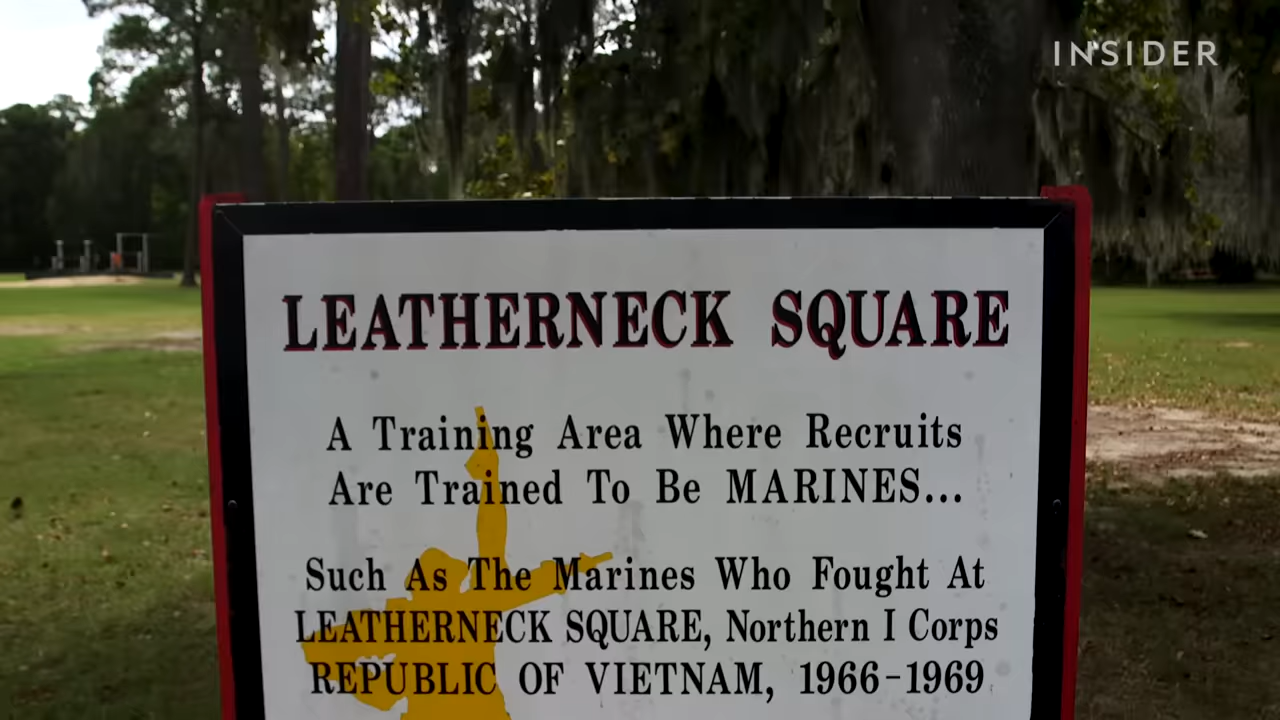 INSIDER
LEATHERNECK SQUARE
A Training Area Where Recruits
Are Trained To Be MARINES...
Such As The Marines Who Fought At
LEATHERNECK SQUARE, Northern I Corps
REPUBLIC OF VIETNAM, 1966-1969